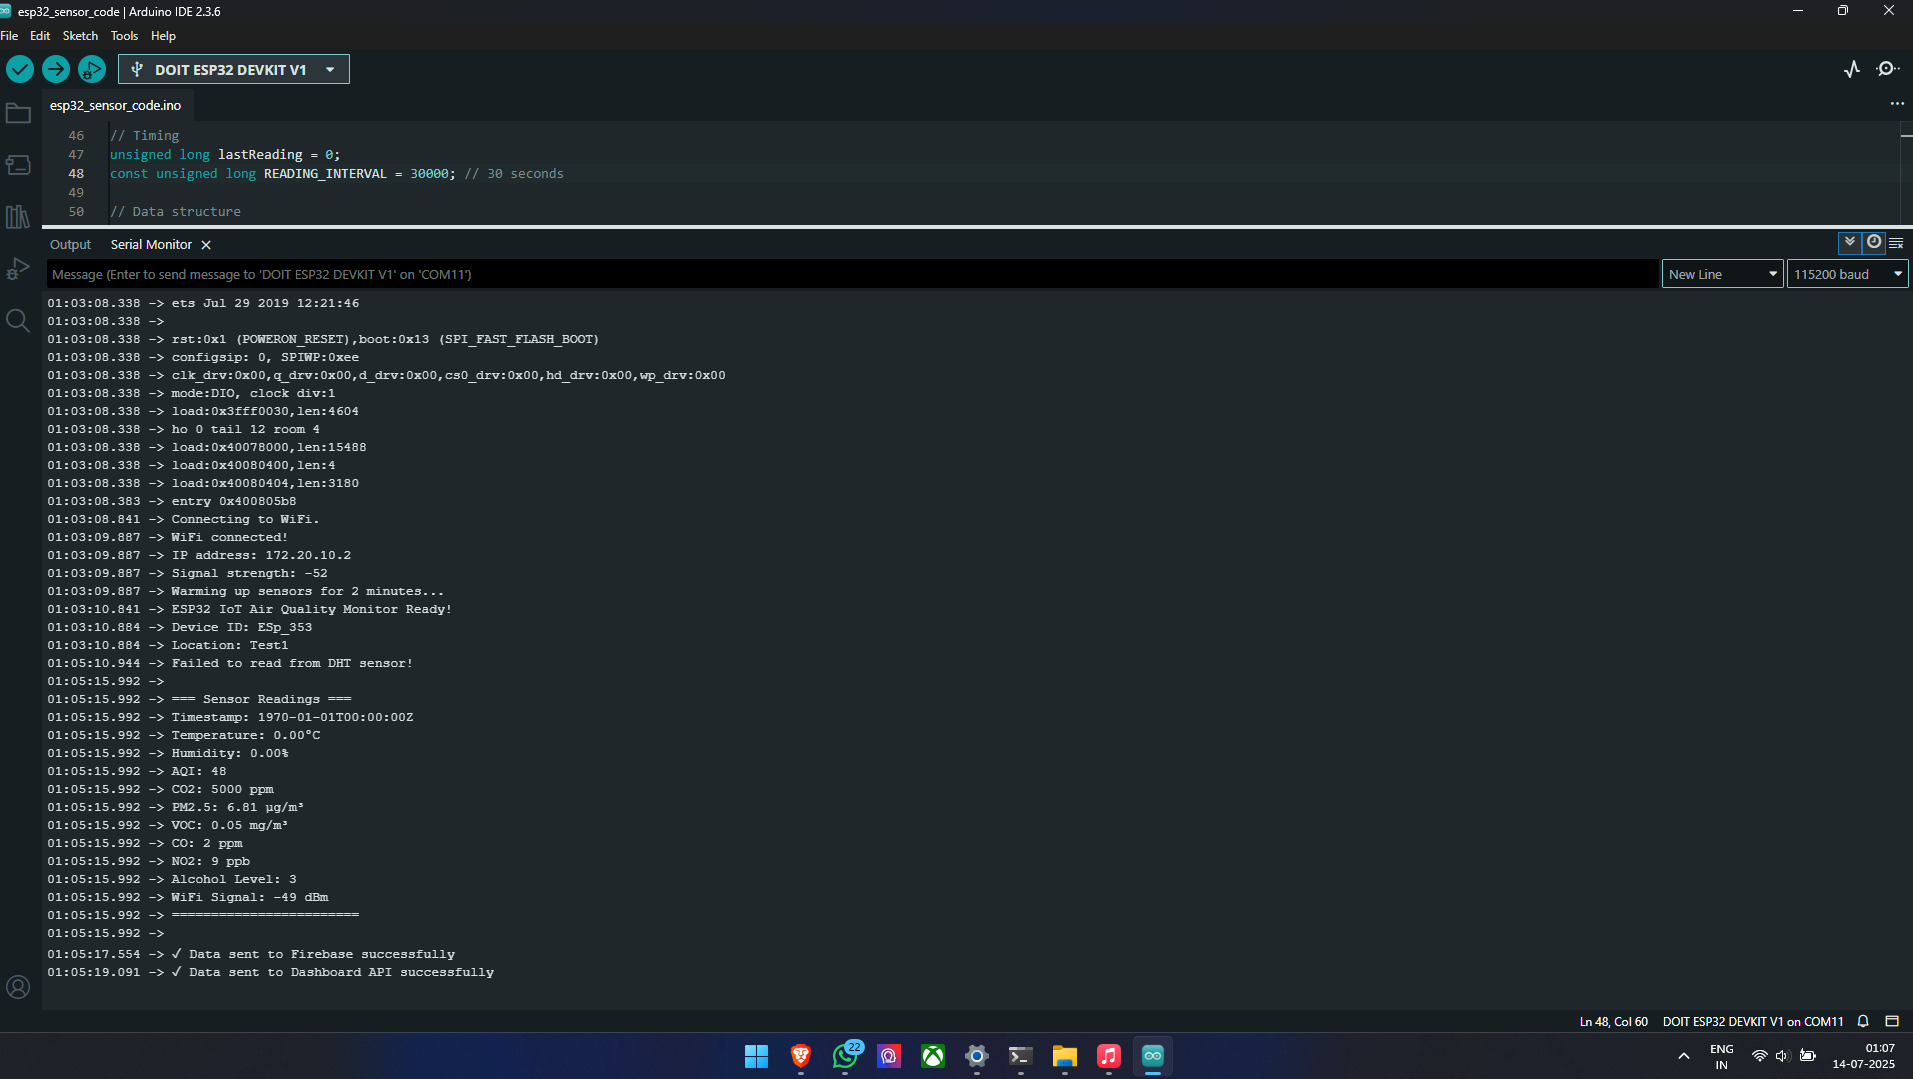 esp32_sensor_code | Arduino IDE 2.3.6
File Edit Sketch Tools Help
DOIT ESP32 DEVKIT V1
esp32_sensor_code.ino
46 // Timing
47 unsigned long lastReading = 0;
48 const unsigned long READING_INTERVAL = 30000; // 30 seconds
49
50 // Data structure
Output Serial Monitor
Message (Enter to send message to 'DOIT ESP32 DEVKIT V1' on 'COM11')
New Line 115200 baud
01:03:08.338 -> ets Jul 29 2019 12:21:46
01:03:08.338 ->
01:03:08.338 -> rst:0x1 (POWERON_RESET),boot:0x13 (SPI_FAST_FLASH_BOOT)
01:03:08.338 -> configsip: 0, SPIWP:0xee
01:03:08.338 -> clk_drv:0x00,q_drv:0x00,d_drv:0x00,cs0_drv:0x00,hd_drv:0x00,wp_drv:0x00
01:03:08.338 -> mode:DIO, clock div:1
01:03:08.338 -> load:0x3fff0030,len:4604
01:03:08.338 -> ho 0 tail 12 room 4
01:03:08.338 -> load:0x40078000,len:15488
01:03:08.338 -> load:0x40080400,len:4
01:03:08.338 -> load:0x40080404,len:3180
01:03:08.383 -> entry 0x400805b8
01:03:08.841 -> Connecting to WiFi.
01:03:09.887 -> WiFi connected!
01:03:09.887 -> IP address: 172.20.10.2
01:03:09.887 -> Signal strength: -52
01:03:09.887 -> Warming up sensors for 2 minutes...
01:03:10.841 -> ESP32 IoT Air Quality Monitor Ready!
01:03:10.884 -> Device ID: ESp_353
01:03:10.884 -> Location: Test1
01:05:10.944 -> Failed to read from DHT sensor!
01:05:15.992 ->
01:05:15.992 -> === Sensor Readings ===
01:05:15.992 -> Timestamp: 1970-01-01T00:00:00Z
01:05:15.992 -> Temperature: 0.00°C
01:05:15.992 -> Humidity: 0.00%
01:05:15.992 -> AQI: 48
01:05:15.992 -> CO2: 5000 ppm
01:05:15.992 -> PM2.5: 6.81 µg/m³
01:05:15.992 -> VOC: 0.05 mg/m³
01:05:15.992 -> CO: 2 ppm
01:05:15.992 -> NO2: 9 ppb
01:05:15.992 -> Alcohol Level: 3
01:05:15.992 -> WiFi Signal: -49 dBm
01:05:15.992 -> ========================
01:05:15.992 ->
01:05:17.554 -> ✓ Data sent to Firebase successfully
01:05:19.091 -> ✓ Data sent to Dashboard API successfully
Ln 48, Col 60 DOIT ESP32 DEVKIT V1 on COM11
22
ENG
IN
01:07
14-07-2025